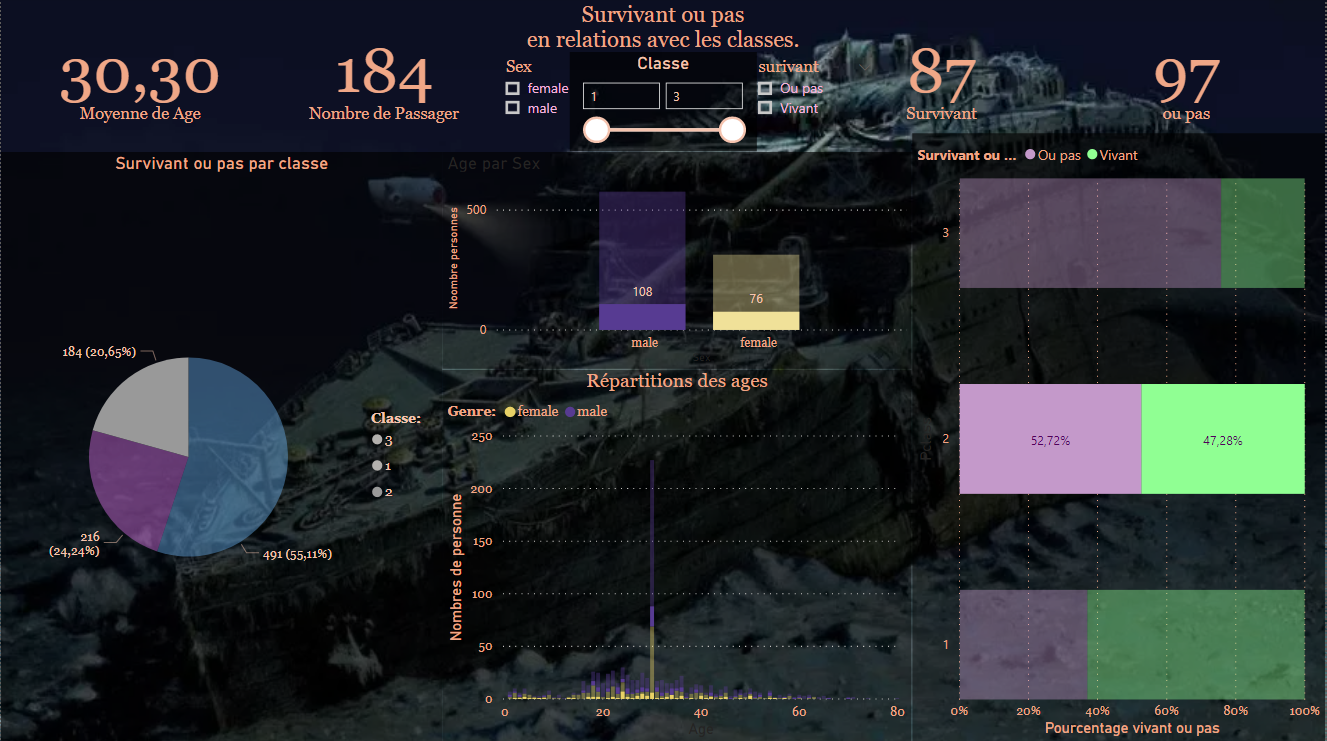 Survivant ou pas
en relations avec les classes.
30,30
Moyenne de Age
184
Nombre de Passager
Sex
female
male
Classe
1
3
surivant
Ou pas
Vivant
87
Survivant
97
ou pas
Survivant ou pas par classe
184 (20,65%)
216
(24,24%)
491 (55,11%)
Classe:
3
1
2
Age par Sex
Noombre personnes
500
0
108
76
male
female
Sex
Répartitions des ages
Genre:
female
male
Nombres de personne
250
200
150
100
50
0
0
20
40
60
80
Age
Survivant ou ...
Ou pas
Vivant
3
2
52,72%
47,28%
1
0%
20%
40%
60%
80%
100%
Pourcentage vivant ou pas